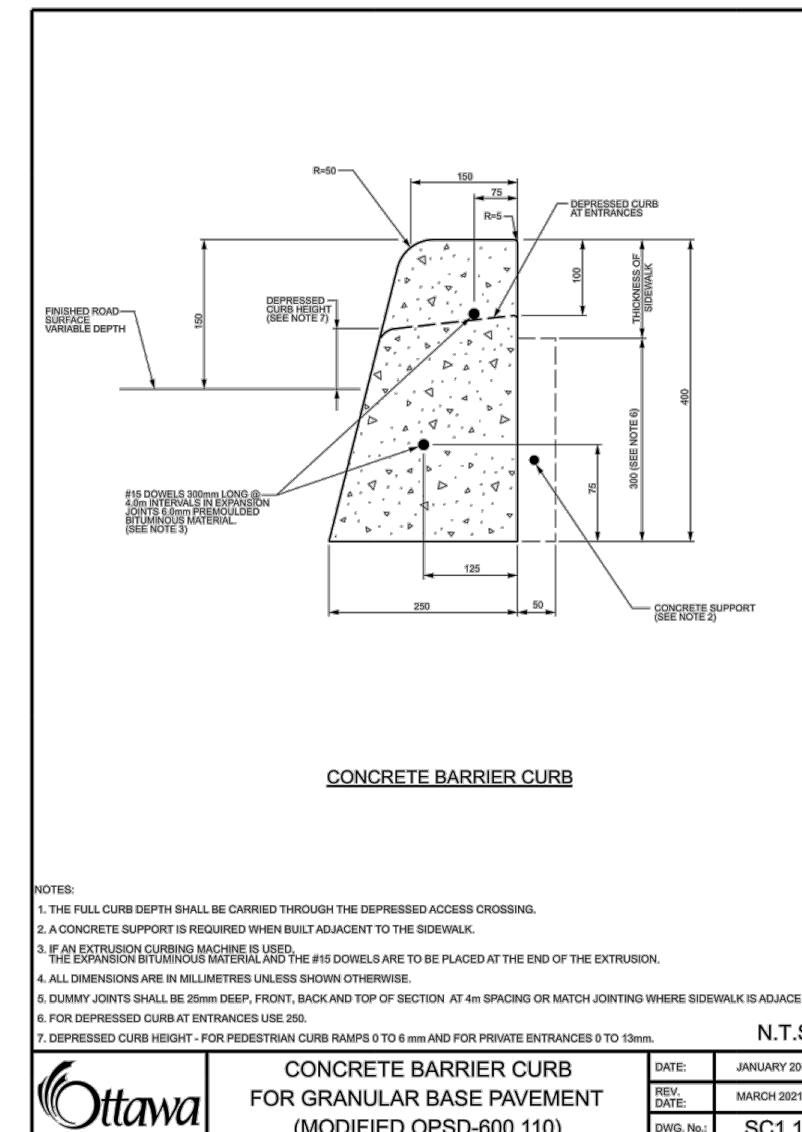 R=50
150
75
R=5
DEPRESSED CURB
AT ENTRANCES
100
THICKNESS OF
SIDEWALK
DEPRESSED
CURB HEIGHT
(SEE NOTE 7)
FINISHED ROAD
SURFACE
VARIABLE DEPTH
150
400
300 (SEE NOTE 6)
75
#15 DOWELS 300mm LONG @
4.0m INTERVALS IN EXPANSION
JOINTS 6.0mm PREMOULDED
BITUMINOUS MATERIAL.
(SEE NOTE 3)
125
250
50
CONCRETE SUPPORT
(SEE NOTE 2)
CONCRETE BARRIER CURB
NOTES:
1. THE FULL CURB DEPTH SHALL BE CARRIED THROUGH THE DEPRESSED ACCESS CROSSING.
2. A CONCRETE SUPPORT IS REQUIRED WHEN BUILT ADJACENT TO THE SIDEWALK.
3. IF AN EXTRUSION CURBING MACHINE IS USED,
THE EXPANSION BITUMINOUS MATERIAL AND THE #15 DOWELS ARE TO BE PLACED AT THE END OF THE EXTRUSION.
4. ALL DIMENSIONS ARE IN MILLIMETRES UNLESS SHOWN OTHERWISE.
5. DUMMY JOINTS SHALL BE 25mm DEEP, FRONT, BACK AND TOP OF SECTION AT 4m SPACING OR MATCH JOINTING WHERE SIDEWALK IS ADJACE
6. FOR DEPRESSED CURB AT ENTRANCES USE 250.
7. DEPRESSED CURB HEIGHT - FOR PEDESTRIAN CURB RAMPS 0 TO 6 mm AND FOR PRIVATE ENTRANCES 0 TO 13mm.
N.T.S
Ottawa
CONCRETE BARRIER CURB
FOR GRANULAR BASE PAVEMENT
(MODIFIED OPSD-600.110)
DATE: JANUARY 20
REV.
DATE: MARCH 2021
DWG. No.: SC1.1